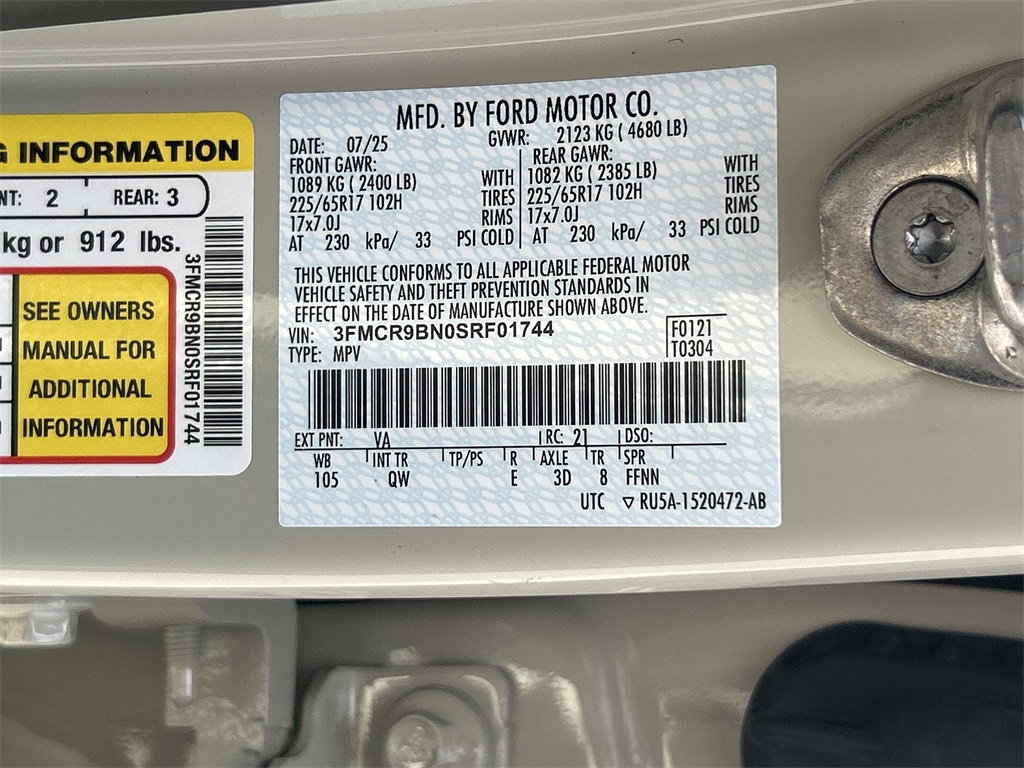 G INFORMATION
NT: 2 REAR: 3
kg or 912 lbs.
SEE OWNERS
MANUAL FOR
ADDITIONAL
INFORMATION
3FMCR9BN0SRF01744
MFD. BY FORD MOTOR CO.
DATE: 07/25 GVWR: 2123 KG ( 4680 LB)
FRONT GAWR: REAR GAWR:
1089 KG ( 2400 LB) WITH 1082 KG ( 2385 LB) WITH
225/65R17 102H TIRES 225/65R17 102H TIRES
17x7.0J RIMS 17x7.0J RIMS
AT 230 kPa/ 33 PSI COLD AT 230 kPa/ 33 PSI COLD
THIS VEHICLE CONFORMS TO ALL APPLICABLE FEDERAL MOTOR
VEHICLE SAFETY AND THEFT PREVENTION STANDARDS IN
EFFECT ON THE DATE OF MANUFACTURE SHOWN ABOVE.
VIN: 3FMCR9BN0SRF01744 F0121
TYPE: MPV T0304
EXT PNT: VA RC: 21 DSO:
WB INT TR TP/PS R AXLE TR SPR
105 QW E 3D 8 FFNN
UTC ▽ RU5A-1520472-AB